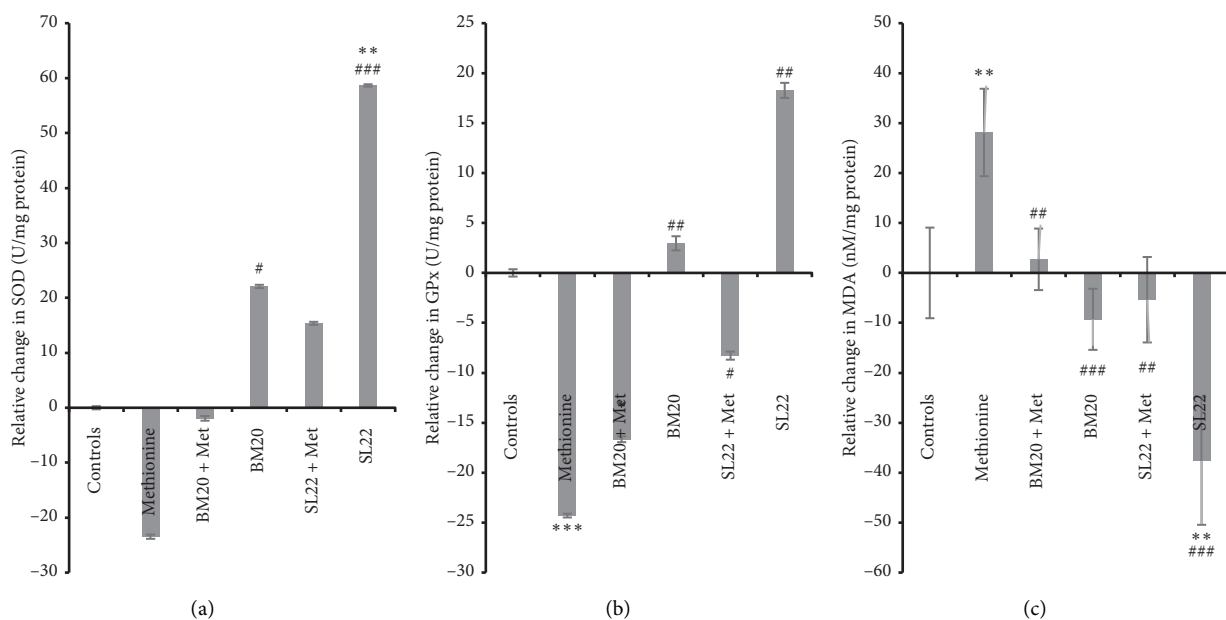 Relative change in SOD (U/mg protein)
70
60
50
40
30
20
10
0
–10
–20
–30
Controls
Methionine
BM20 + Met
BM20
SL22 + Met
SL22
#
**
###
(a)
Relative change in GPx (U/mg protein)
25
20
15
10
5
0
–5
–10
–15
–20
–25
–30
Controls
Methionine
BM20 + Met
BM20
SL22 + Met
SL22
***
##
#
##
(b)
Relative change in MDA (nM/mg protein)
50
40
30
20
10
0
–10
–20
–30
–40
–50
–60
Controls
Methionine
BM20 + Met
BM20
SL22 + Met
SL22
**
##
###
##
**
###
(c)